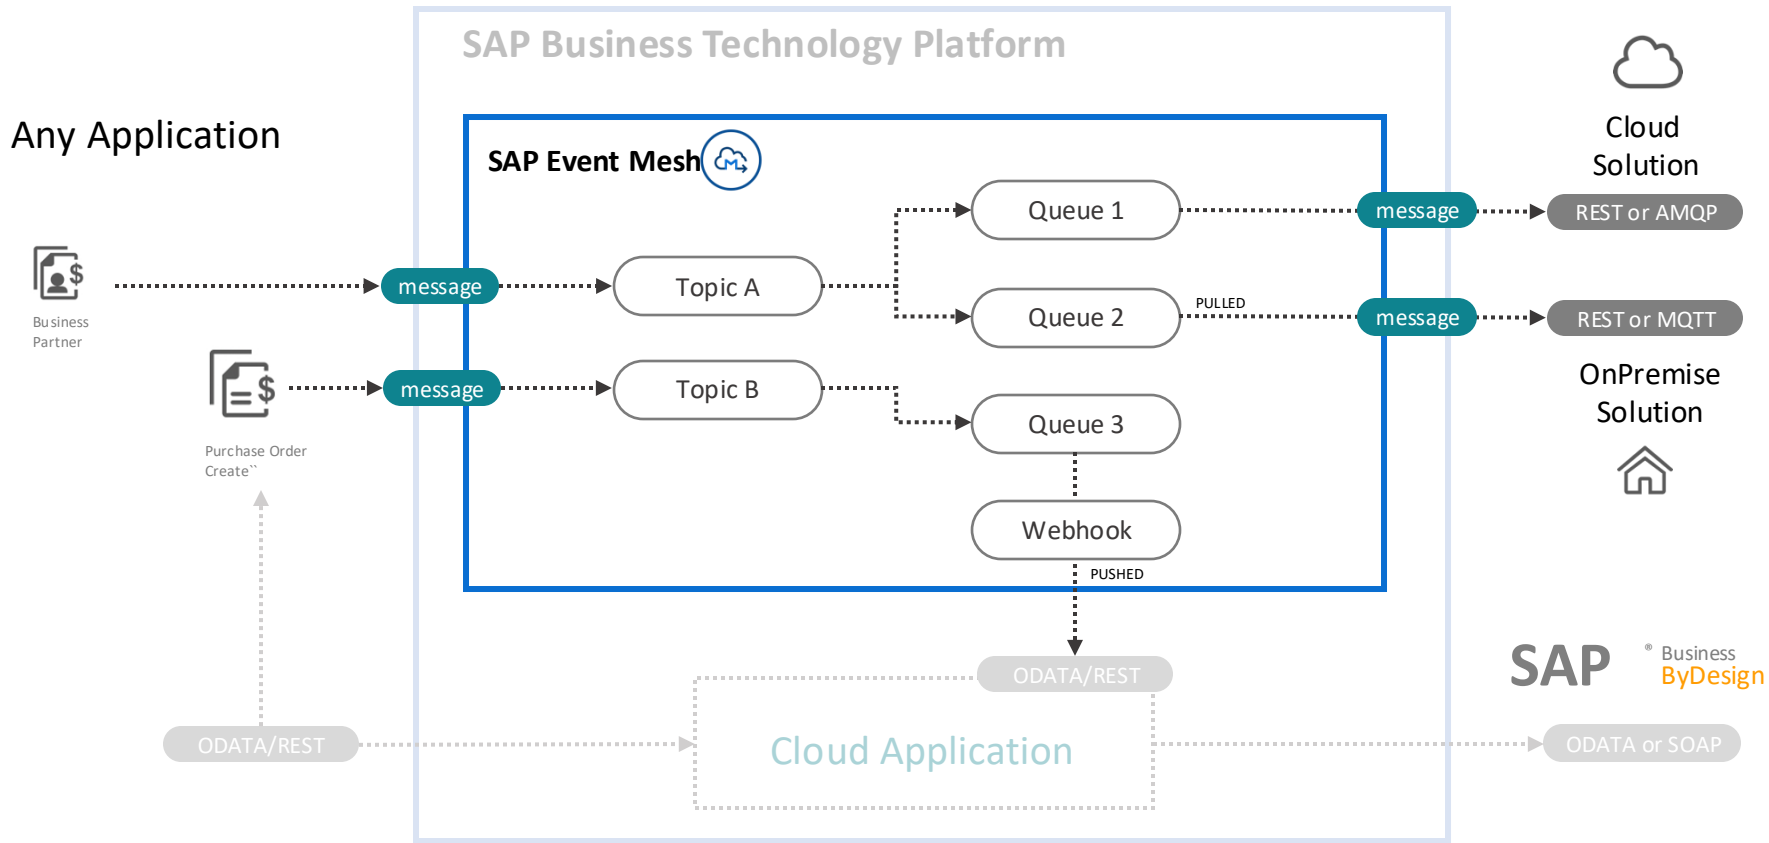 SAP Business Technology Platform
Any Application
SAP Event Mesh
Cloud
Solution
Queue 1
message
REST or AMQP
message
Topic A
Queue 2
PULLED
message
REST or MQTT
Business
Partner
message
Topic B
Queue 3
OnPremise
Solution
Purchase Order
Create``
Webhook
PUSHED
ODATA/REST
SAP
® Business
ByDesign
ODATA/REST
Cloud Application
ODATA or SOAP